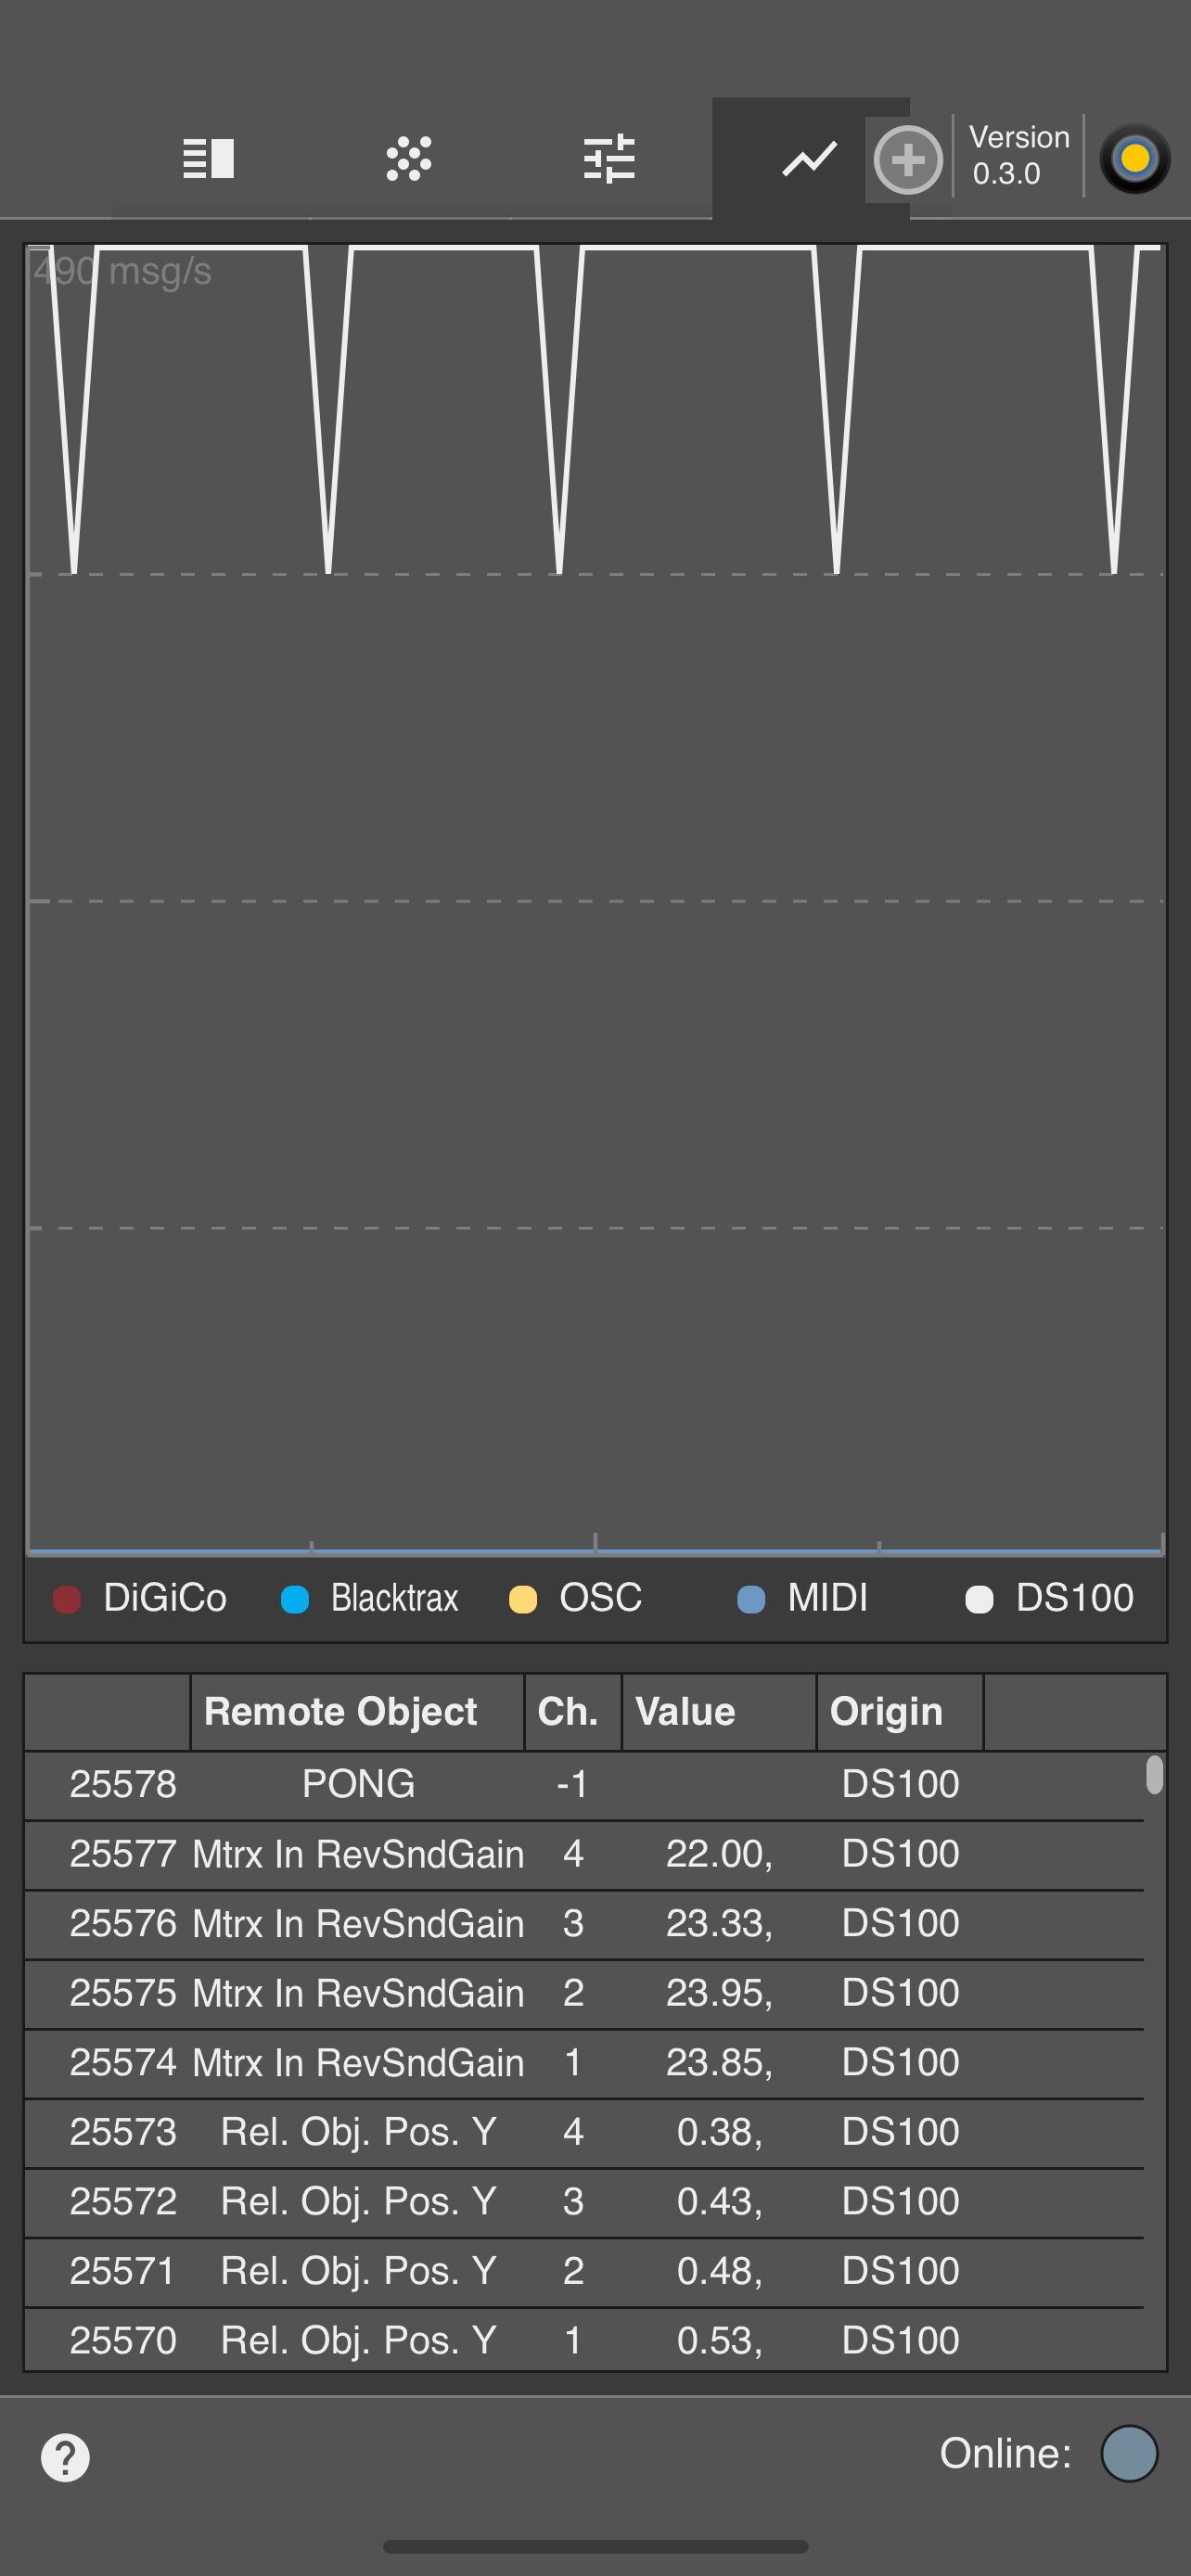 Version
0.3.0
490 msg/s
DiGiCo Blacktrax OSC MIDI DS100
Remote Object Ch. Value Origin
25578 PONG -1 DS100
25577 Mtrx In RevSndGain 4 22.00, DS100
25576 Mtrx In RevSndGain 3 23.33, DS100
25575 Mtrx In RevSndGain 2 23.95, DS100
25574 Mtrx In RevSndGain 1 23.85, DS100
25573 Rel. Obj. Pos. Y 4 0.38, DS100
25572 Rel. Obj. Pos. Y 3 0.43, DS100
25571 Rel. Obj. Pos. Y 2 0.48, DS100
25570 Rel. Obj. Pos. Y 1 0.53, DS100
? Online: